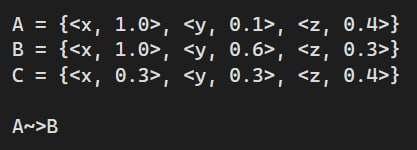 A = {<x, 1.0>, <y, 0.1>, <z, 0.4>}
B = {<x, 1.0>, <y, 0.6>, <z, 0.3>}
C = {<x, 0.3>, <y, 0.3>, <z, 0.4>}
A~>B